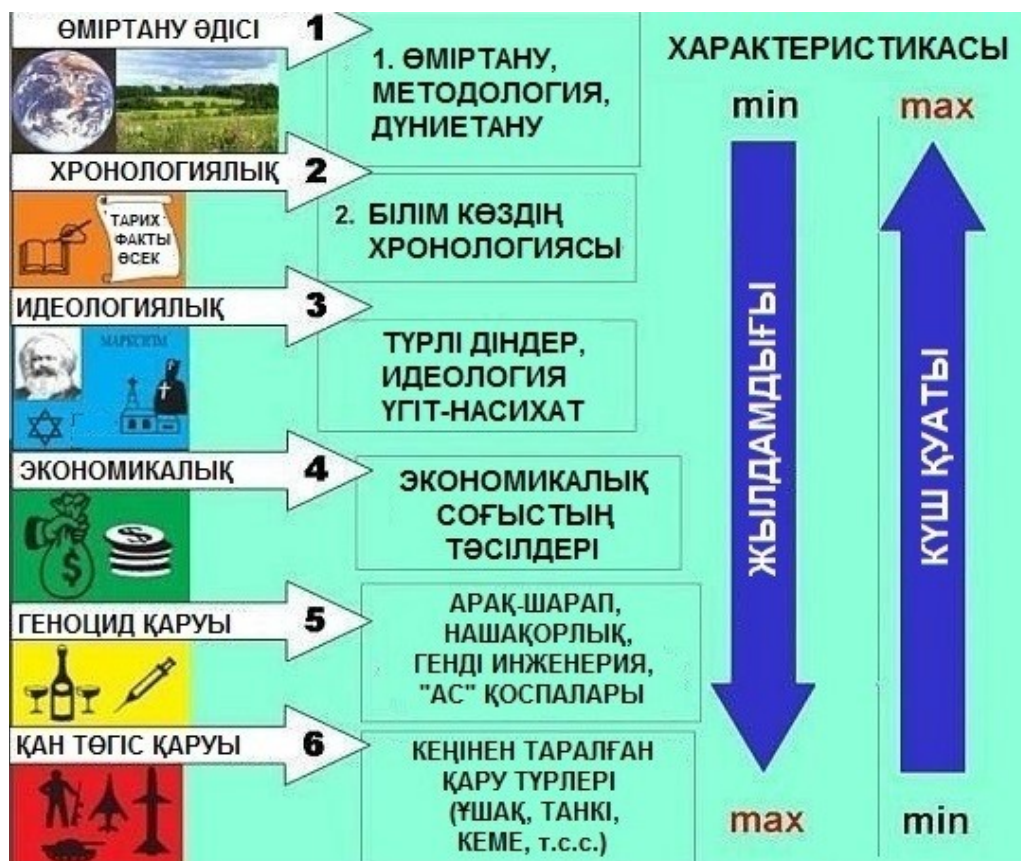 ӨМІРТАНУ ӘДІСІ 1
1. ӨМІРТАНУ,
МЕТОДОЛОГИЯ,
ДҮНИЕТАНУ
ХРОНОЛОГИЯЛЫҚ 2
ТАРИХ
ФАКТЫ
ӨСЕК
2. БІЛІМ КӨЗДІҢ
ХРОНОЛОГИЯСЫ
ИДЕОЛОГИЯЛЫҚ 3
МАРКСИЗМ
ТҮРЛІ ДІНДЕР,
ИДЕОЛОГИЯ
ҮГІТ-НАСИХАТ
ЭКОНОМИКАЛЫҚ 4
$
$
ЭКОНОМИКАЛЫҚ
СОҒЫСТЫҢ
ТӘСІЛДЕРІ
ГЕНОЦИД ҚАРУЫ 5
АРАҚ-ШАРАП,
НАШАҚОРЛЫҚ,
ГЕНДІ ИНЖЕНЕРИЯ,
"АС" ҚОСПАЛАРЫ
ҚАН ТӨГІС ҚАРУЫ 6
КЕҢІНЕН ТАРАЛҒАН
ҚАРУ ТҮРЛЕРІ
(ҰШАҚ, ТАНКІ,
КЕМЕ, т.с.с.)
ХАРАКТЕРИСТИКАСЫ
min
ЖЫЛДАМДЫҒЫ
max
max
КҮШ ҚУАТЫ
min